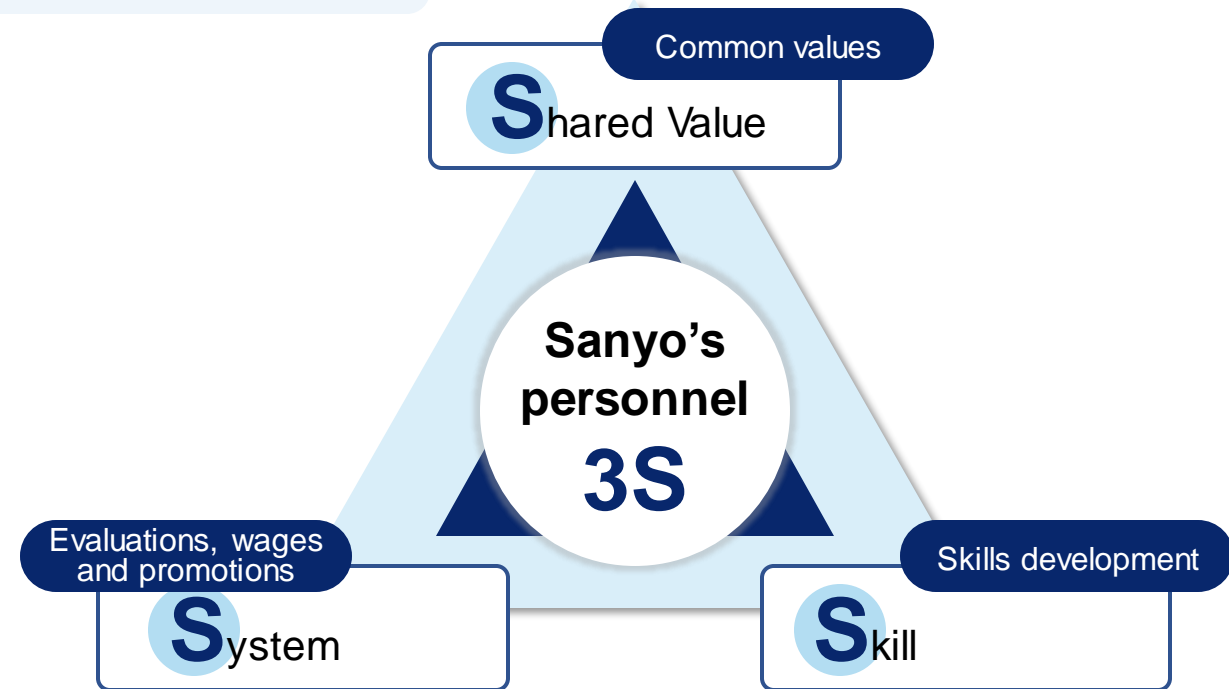 Common values
Shared Value
Sanyo’s
personnel
3S
Evaluations, wages
and promotions
System
Skills development
Skill